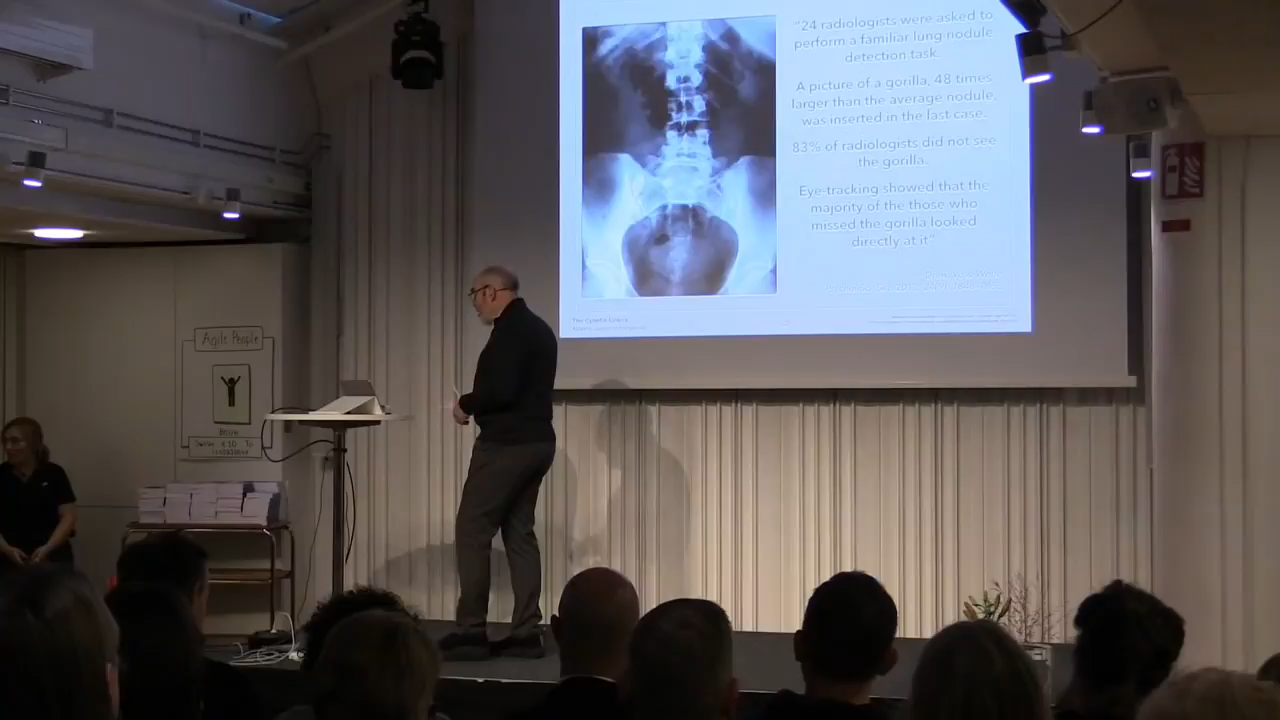 "24 radiologists were asked to
perform a familiar lung nodule
detection task.
A picture of a gorilla, 48 times
larger than the average nodule,
was inserted in the last case.
83% of radiologists did not see
the gorilla.
Eye-tracking showed that the
majority of the those who
missed the gorilla looked
directly at it"
Agile People